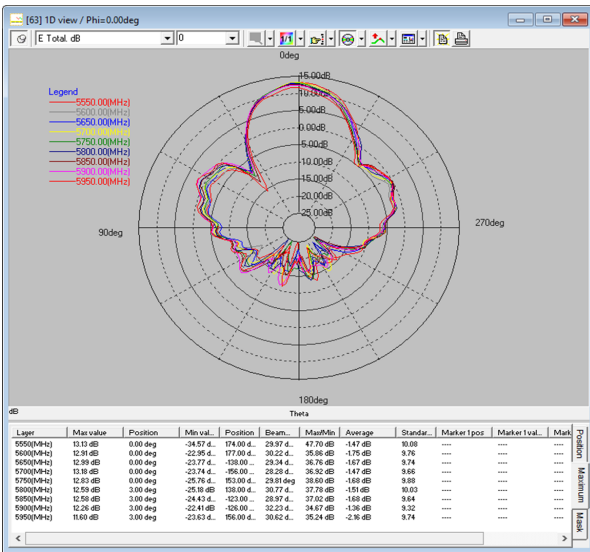 [63] 1D view / Phi=0.00deg
E Total. dB 0 1/1
0deg
Legend
5550.00(MHz)
5600.00(MHz)
5650.00(MHz)
5700.00(MHz)
5750.00(MHz)
5800.00(MHz)
5850.00(MHz)
5900.00(MHz)
5950.00(MHz)
15.00dB
10.00dB
5.00dB
0.00dB
-5.00dB
-10.00dB
-15.00dB
-20.00dB
-25.00dB
90deg
270deg
180deg
dB Theta
Layer Max value Position Min val... Position Beam... Max/Min Average Standar... Marker 1 pos Marker 1 val... Mark
5550(MHz) 13.13 dB 0.00 deg -34.57 d... 174.00 d... 29.97 d... 47.70 dB -1.47 dB 10.08 ---- ---- ----
5600(MHz) 12.91 dB 0.00 deg -22.95 d... 177.00 d... 30.22 d... 35.86 dB -1.75 dB 9.76 ---- ---- ----
5650(MHz) 12.99 dB 0.00 deg -23.77 d... -138.00 ... 29.34 d... 36.76 dB -1.67 dB 9.74 ---- ---- ----
5700(MHz) 13.18 dB 0.00 deg -23.74 d... -156.00 ... 28.28 d... 36.92 dB -1.47 dB 9.66 ---- ---- ----
5750(MHz) 12.83 dB 0.00 deg -25.76 d... 153.00 d... 29.81 deg 38.60 dB -1.68 dB 9.88 ---- ---- ----
5800(MHz) 12.59 dB 3.00 deg -25.18 dB 138.00 d... 30.77 d... 37.78 dB -1.51 dB 10.03 ---- ---- ----
5850(MHz) 12.58 dB 3.00 deg -24.43 d... -123.00 ... 28.97 d... 37.02 dB -1.68 dB 9.64 ---- ---- ----
5900(MHz) 12.26 dB 3.00 deg -22.41 dB -126.00 ... 32.23 d... 34.67 dB -1.36 dB 9.32 ---- ---- ----
5950(MHz) 11.60 dB 3.00 deg -23.63 d... 156.00 d... 30.62 d... 35.24 dB -2.16 dB 9.74 ---- ---- ----
Position
Maximum
Mask